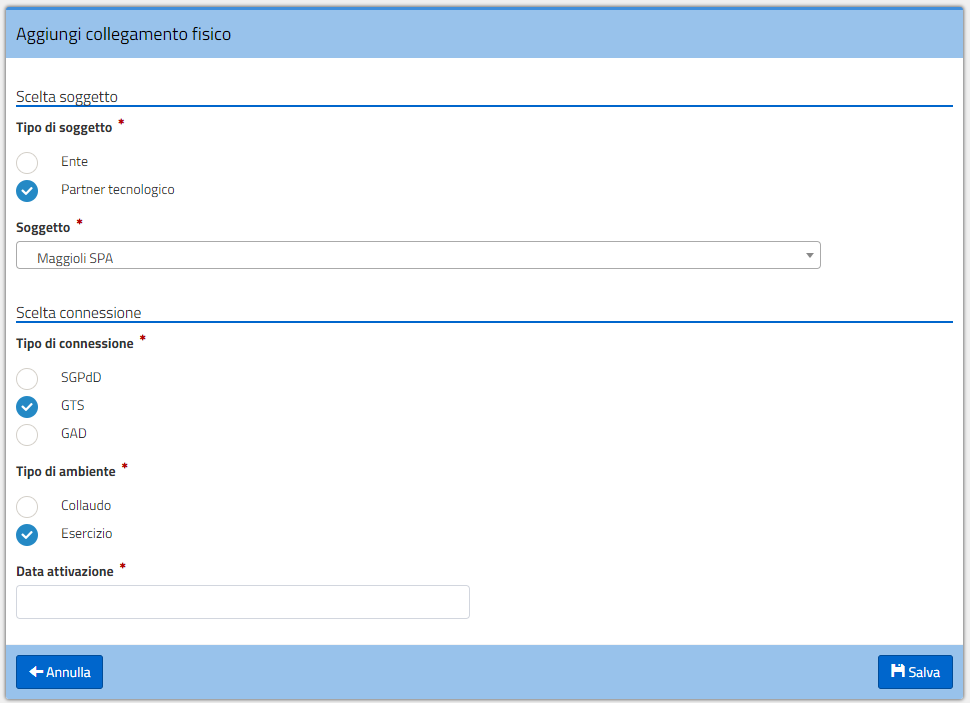 Aggiungi collegamento fisico
Scelta soggetto
Tipo di soggetto *
Ente
Partner tecnologico
Soggetto *
Maggioli SPA
Scelta connessione
Tipo di connessione *
SGPdD
GTS
GAD
Tipo di ambiente *
Collaudo
Esercizio
Data attivazione *
Annulla
Salva